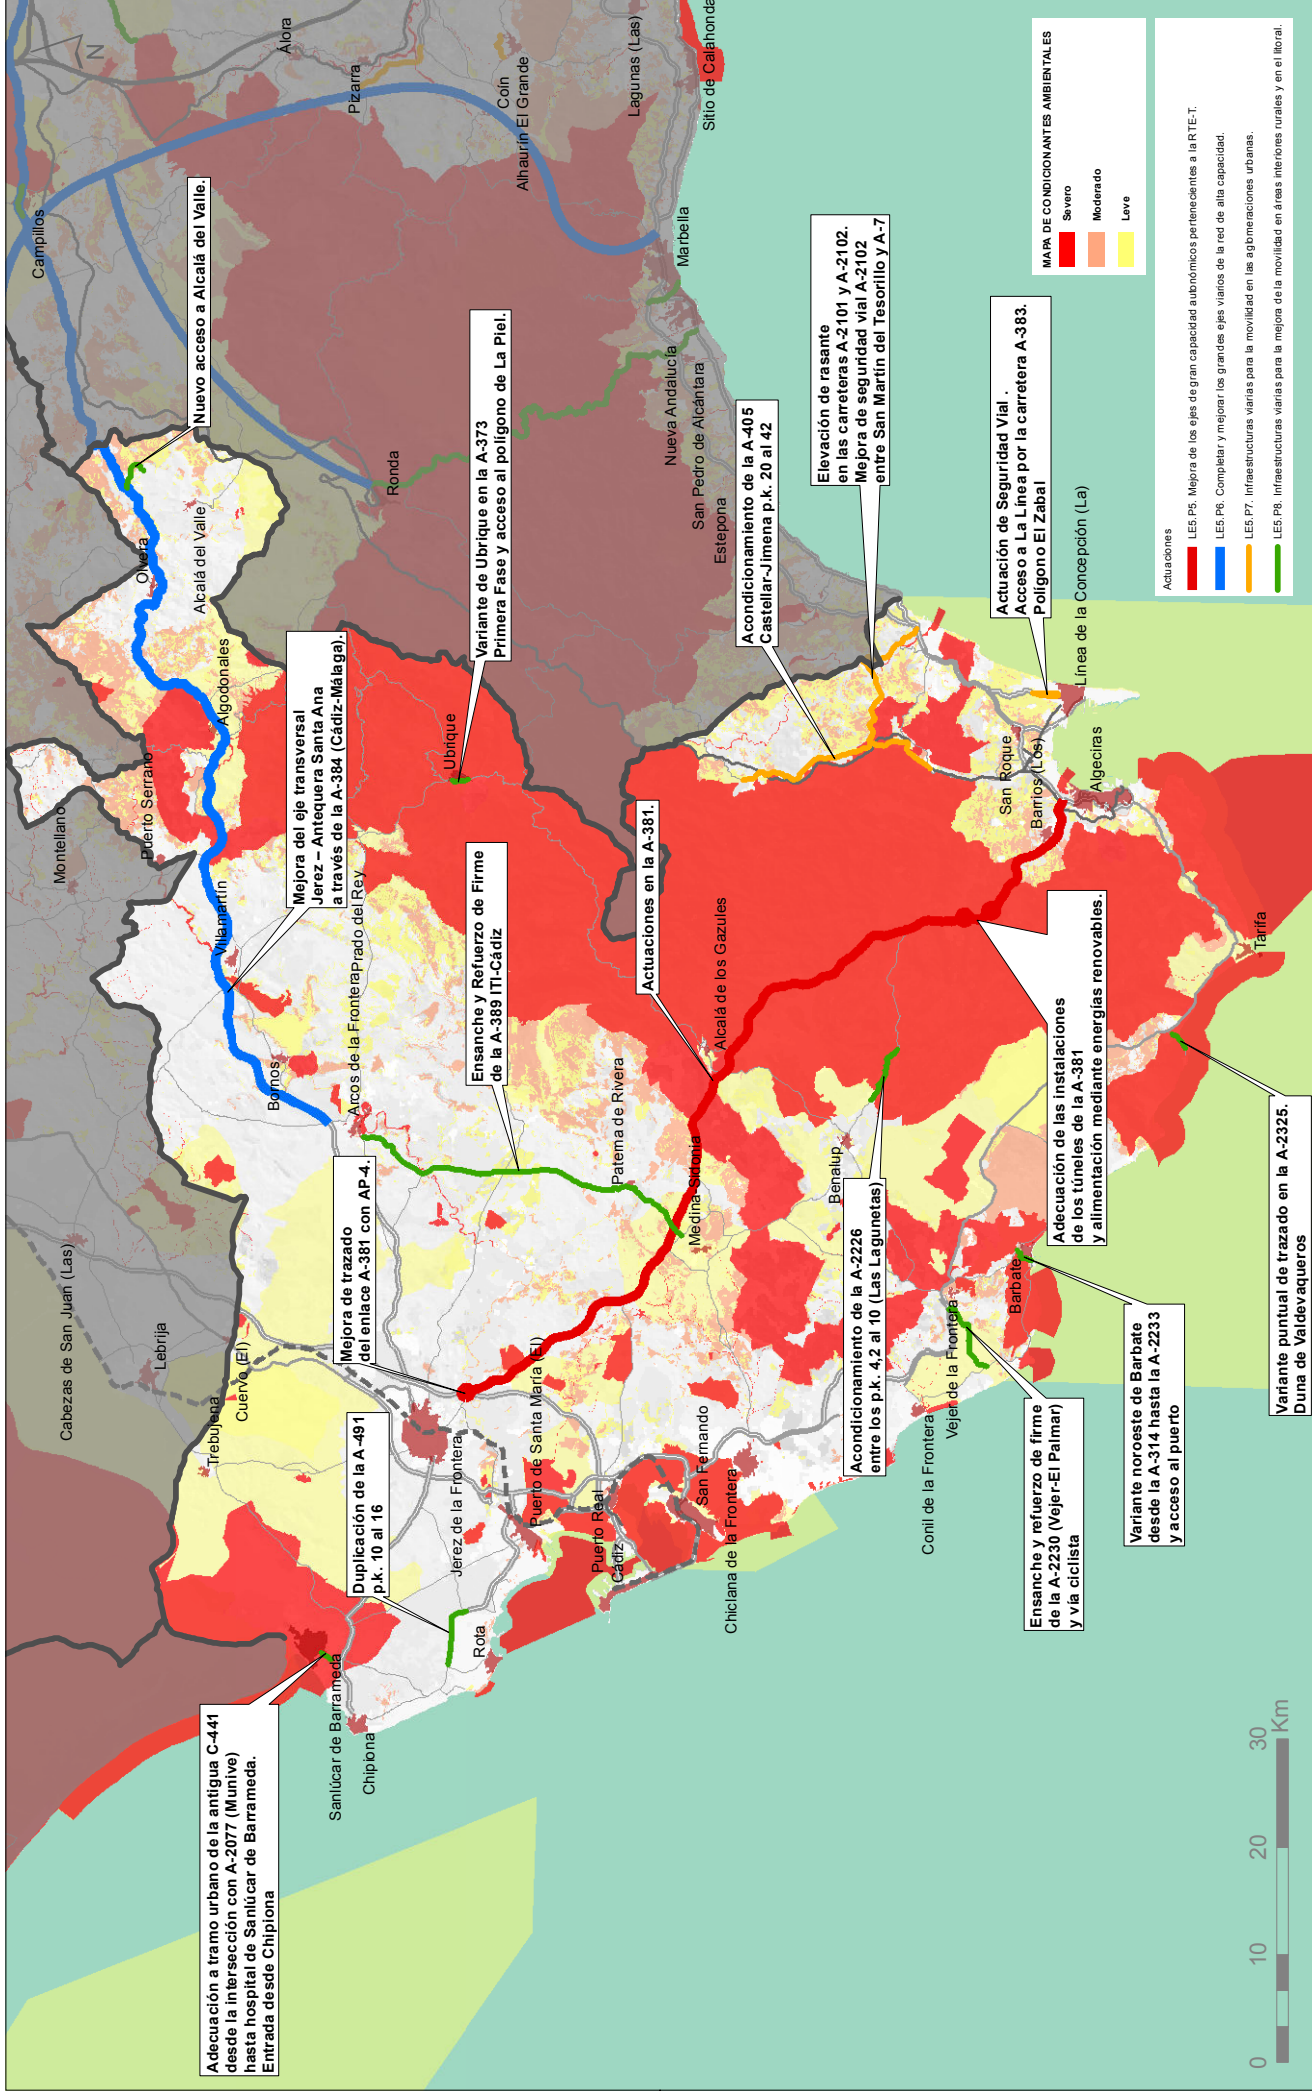 Adecuación a tramo urbano de la antigua C-441
desde la intersección con A-2077 (Munive)
hasta hospital de Sanlúcar de Barrameda.
Entrada desde Chipiona
Duplicación de la A-491
p.k. 10 al 16
Mejora de trazado
del enlace A-381 con AP-4.
Ensanche y Refuerzo de Firme
de la A-389 ITI-Cádiz
Mejora del eje transversal
Jerez – Antequera Santa Ana
a través de la A-384 (Cádiz-Málaga).
Nuevo acceso a Alcalá del Valle.
Variante de Ubrique en la A-373
Primera Fase y acceso al polígono de La Piel.
Actuaciones en la A-381.
Acondicionamiento de la A-405
Castellar-Jimena p.k. 20 al 42
Elevación de rasante
en las carreteras A-2101 y A-2102.
Mejora de seguridad vial A-2102
entre San Martín del Tesorillo y A-7
Actuación de Seguridad Vial .
Acceso a La Línea por la carretera A-383.
Polígono El Zabal
Acondicionamiento de la A-2226
entre los p.k. 4,2 al 10 (Las Lagunetas)
Adecuación de las instalaciones
de los túneles de la A-381
y alimentación mediante energías renovables.
Ensanche y refuerzo de firme
de la A-2230 (Vejer-El Palmar)
y vía ciclista
Variante noroeste de Barbate
desde la A-314 hasta la A-2233
y acceso al puerto
Variante puntual de trazado en la A-2325.
Duna de Valdevaqueros
Cabezas de San Juan (Las)
Lebrija
Trebujena
Cuervo (El)
Sanlúcar de Barrameda
Chipiona
Rota
Jerez de la Frontera
Puerto de Santa María (El)
Puerto Real
Cádiz
San Fernando
Chiclana de la Frontera
Conil de la Frontera
Vejer de la Frontera
Barbate
Benalup
Medina Sidonia
Paterna de Rivera
Alcalá de los Gazules
Arcos de la Frontera
Prado del Rey
Bornos
Villamartín
Montellano
Puerto Serrano
Algodonales
Olvera
Alcalá del Valle
Ubrique
Ronda
Campillos
Álora
Pizarra
Coín
Alhaurín El Grande
Lagunas (Las)
Sitio de Calahonda
Marbella
Nueva Andalucía
San Pedro de Alcántara
Estepona
San Roque
Barrios (Los)
Algeciras
Línea de la Concepción (La)
Tarifa
N
MAPA DE CONDICIONANTES AMBIENTALES
Severo
Moderado
Leve
Actuaciones
LE5.P5. Mejora de los ejes de gran capacidad autonómicos pertenecientes a la RTE-T.
LE5.P6. Completar y mejorar los grandes ejes viarios de la red de alta capacidad.
LE5.P7. Infraestructuras viarias para la movilidad en las aglomeraciones urbanas.
LE5.P8. Infraestructuras viarias para la mejora de la movilidad en áreas interiores rurales y en el litoral.
0 10 20 30
Km